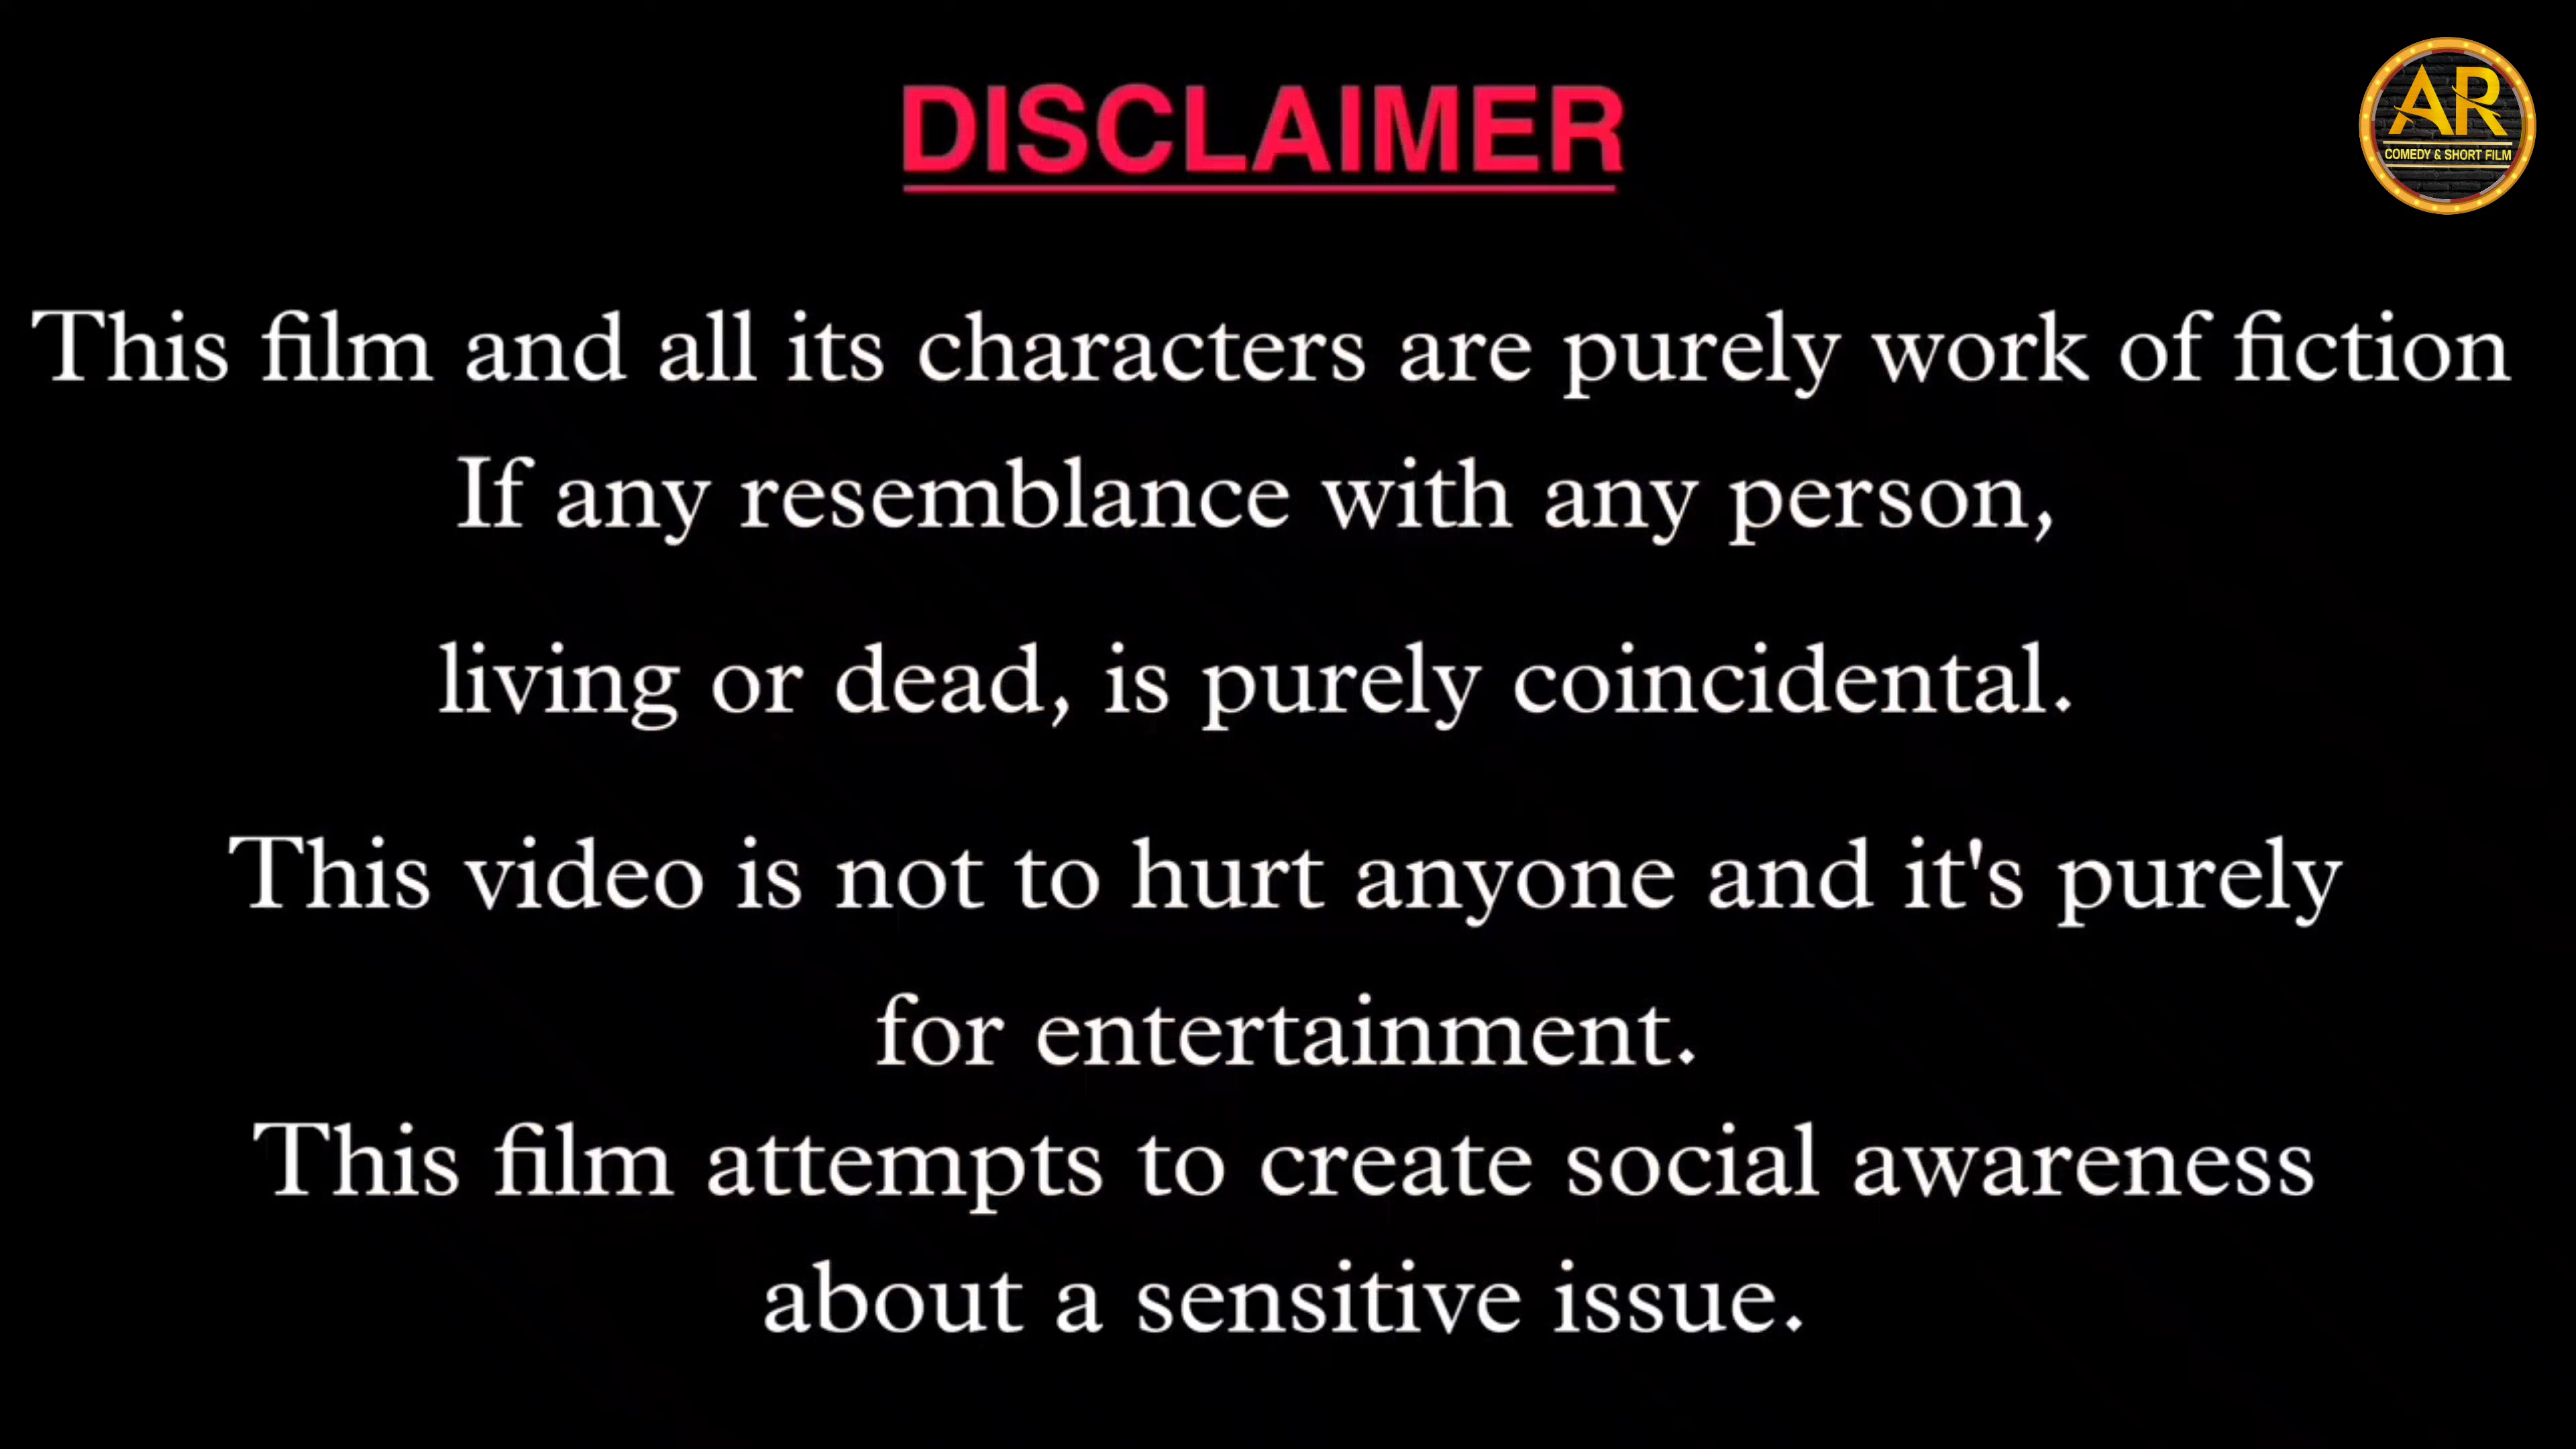 DISCLAIMER
AR
COMEDY & SHORT FILM
This film and all its characters are purely work of fiction
If any resemblance with any person,
living or dead, is purely coincidental.
This video is not to hurt anyone and it's purely
for entertainment.
This film attempts to create social awareness
about a sensitive issue.